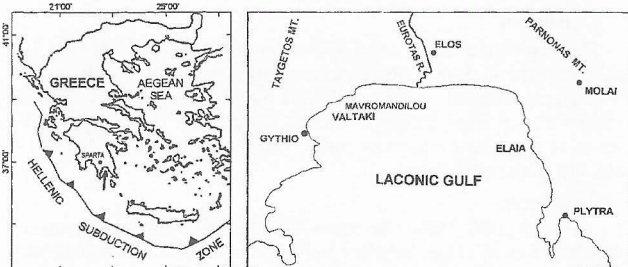 21°00'
25°00'
41°00'
GREECE
AEGEAN
SEA
SPARTA
37°00'
HELLENIC
SUBDUCTION
ZONE
TAYGETOS MT.
EUROTAS R.
ELOS
PARNONAS MT.
MOLAI
MAVROMANDILOU
VALTAKI
GYTHIO
ELAIA
LACONIC GULF
PLYTRA